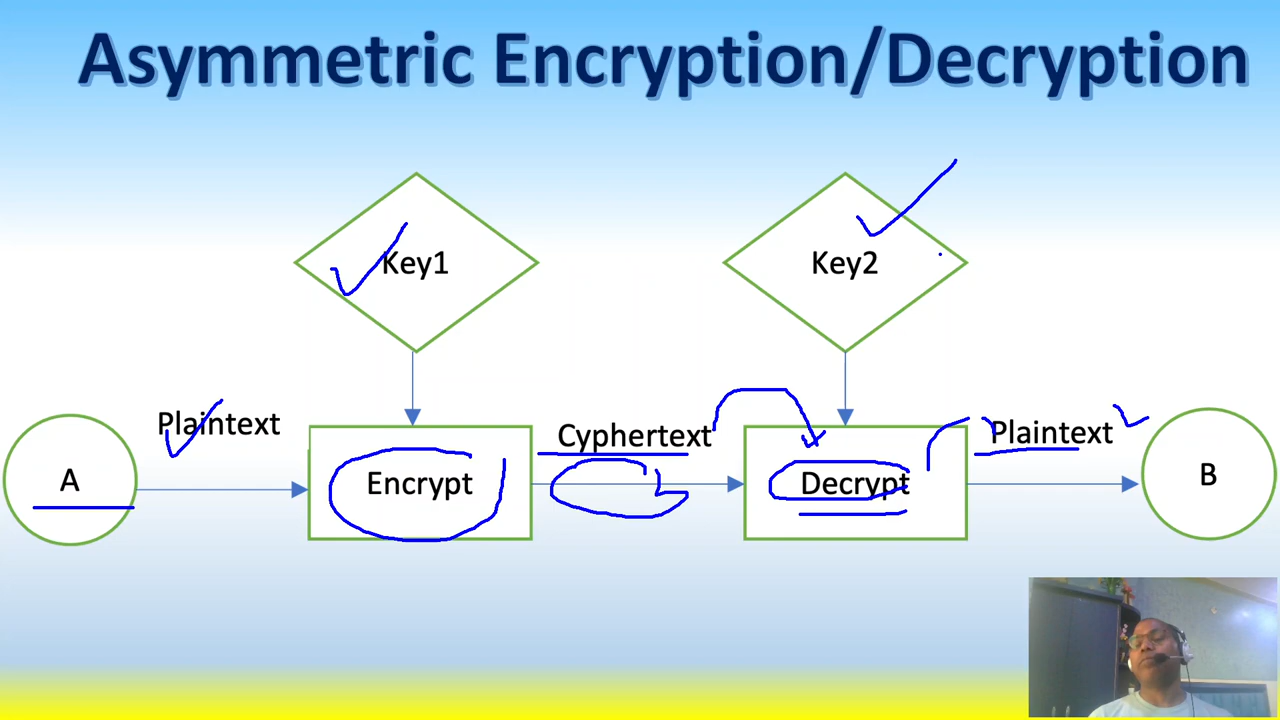 Asymmetric Encryption/Decryption
Key1
Key2
Plaintext
Cyphertext
Plaintext
A
Encrypt
Decrypt
B